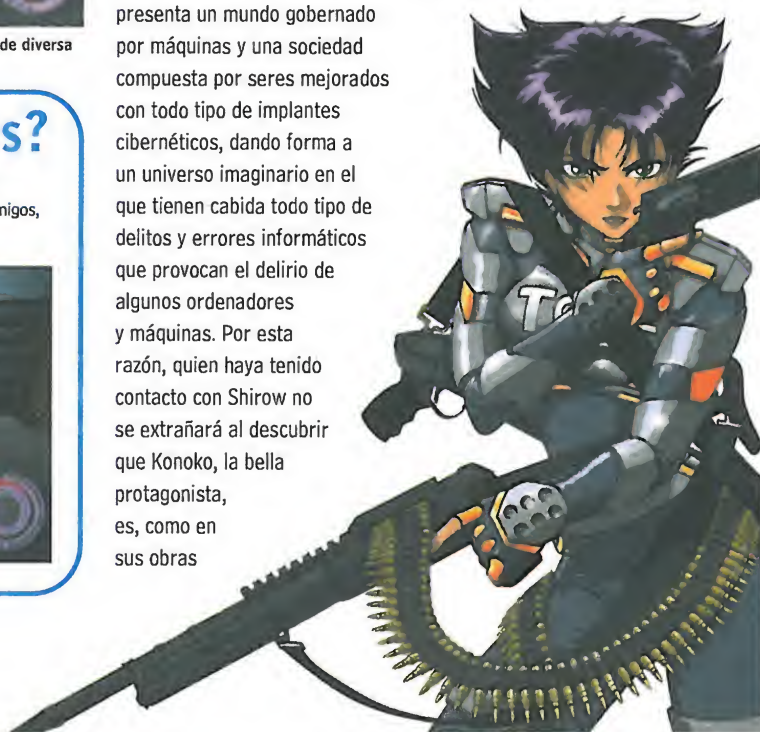 de diversa
s?
nigos,
presenta un mundo gobernado
por máquinas y una sociedad
compuesta por seres mejorados
con todo tipo de implantes
cibernéticos, dando forma a
un universo imaginario en el
que tienen cabida todo tipo de
delitos y errores informáticos
que provocan el delirio de
algunos ordenadores
y máquinas. Por esta
razón, quien haya tenido
contacto con Shirow no
se extrañará al descubrir
que Konoko, la bella
protagonista,
es, como en
sus obras